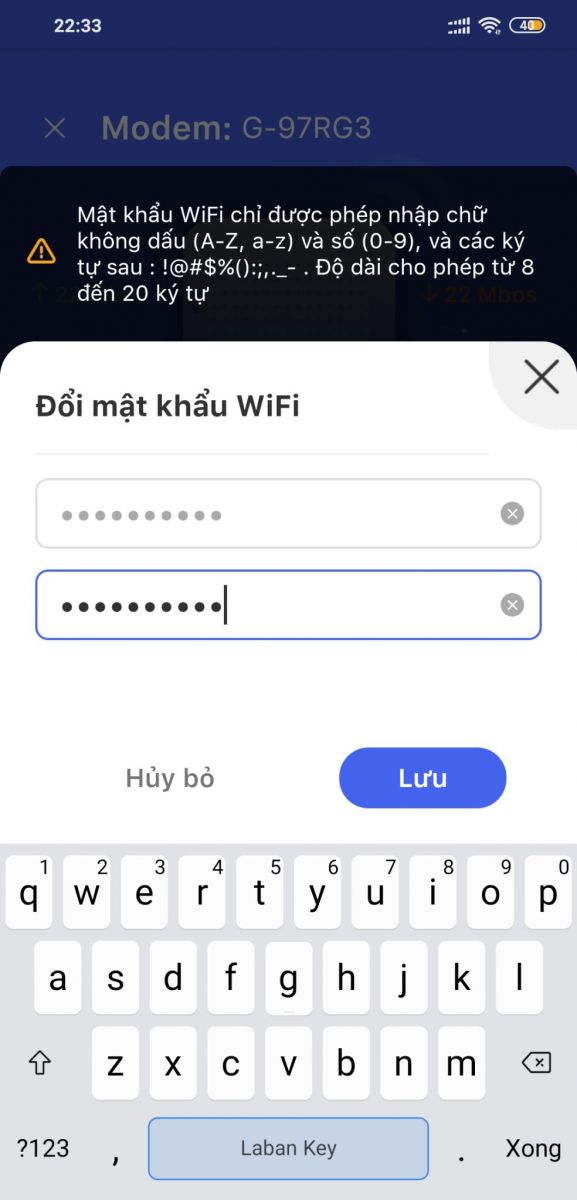 22:33
40
Modem: G-97RG3
Mật khẩu WiFi chỉ được phép nhập chữ
không dấu (A-Z, a-z) và số (0-9), và các ký
tự sau : !@#$%():;,._- . Độ dài cho phép từ 8
đến 20 ký tự
22 Mbps
Đổi mật khẩu WiFi
••••••••••
••••••••••
Hủy bỏ
Lưu
1 2 3 4 5 6 7 8 9 0
q w e r t y u i o p
a s d f g h j k l
z x c v b n m
?123 , Laban Key . Xong